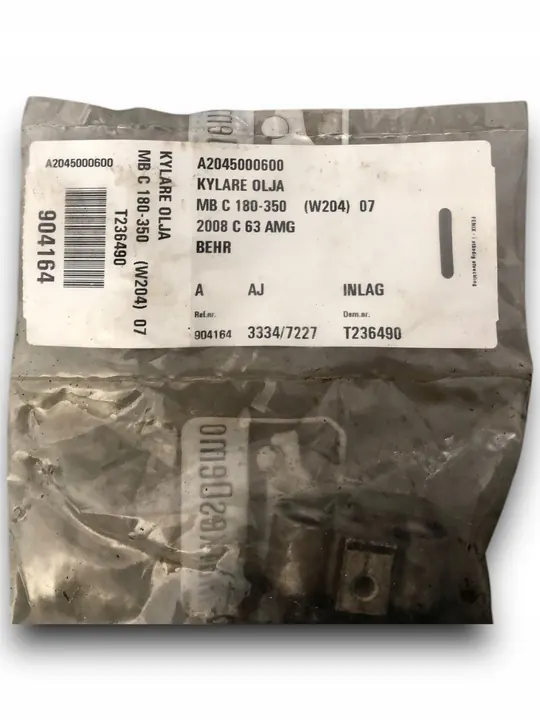 A2045000600
904164
KYLARE OLJA
MB C 180-350 (W204) 07
T236490
A2045000600
KYLARE OLJA
MB C 180-350 (W204) 07
2008 C 63 AMG
BEHR
A AJ INLAG
Ref.nr. Dem.nr.
904164 3334/7227 T236490